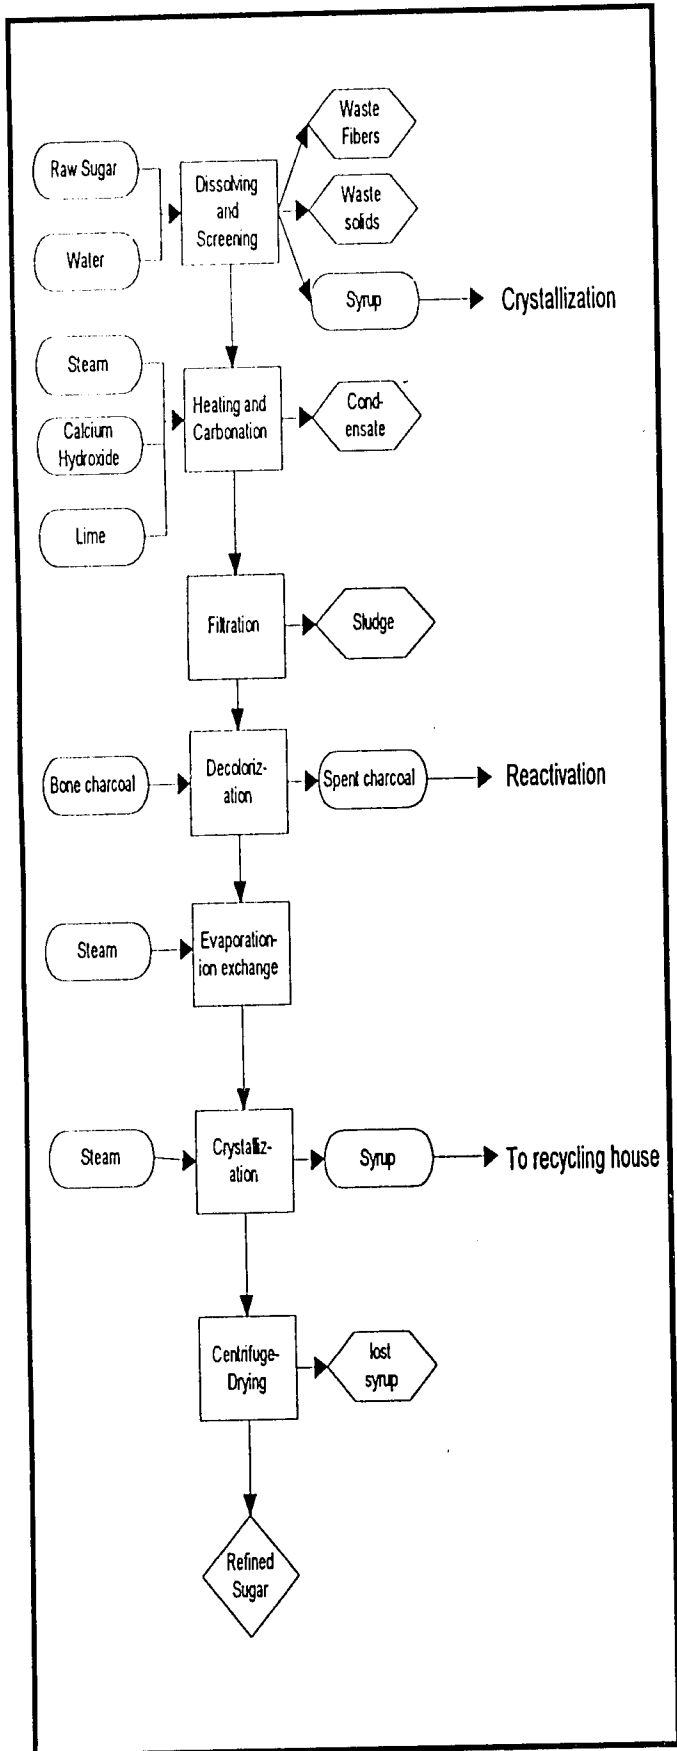 Waste
Fibers
Raw Sugar
Dissolving
and
Screening
Waste
solids
Water
Syrup
Crystallization
Steam
Heating and
Carbonation
Cond-
ensate
Calcium
Hydroxide
Lime
Filtration
Sludge
Bone charcoal
Decoloriz-
ation
Spent charcoal
Reactivation
Steam
Evaporation-
ion exchange
Steam
Crystalliz-
ation
Syrup
To recycling house
Centrifuge-
Drying
lost
syrup
Refined
Sugar